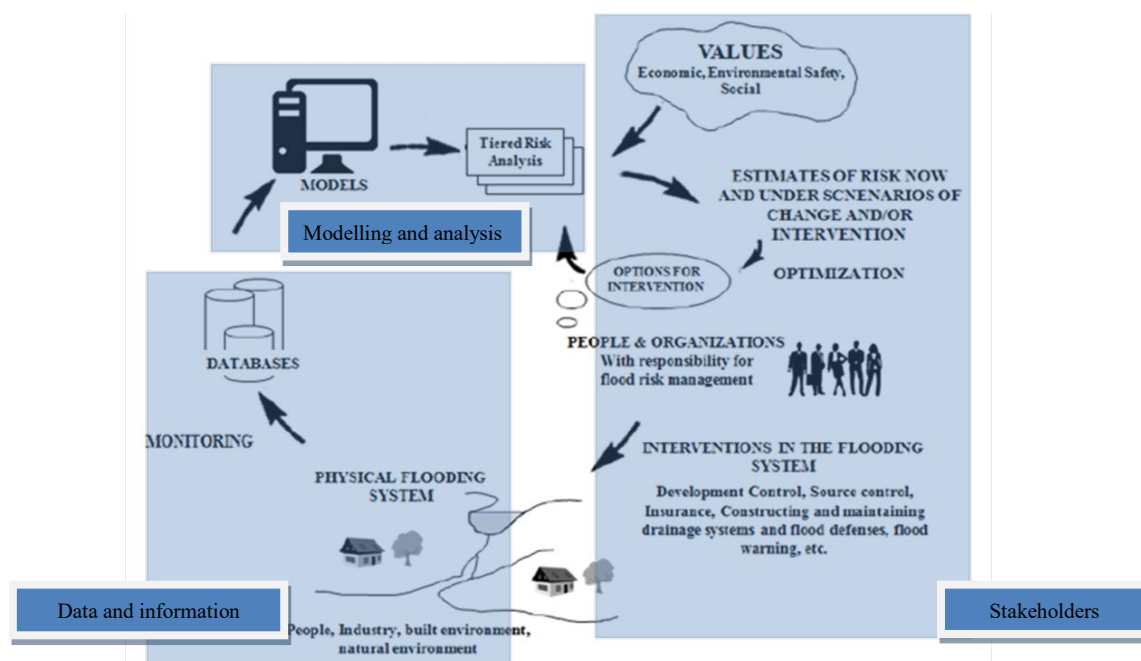 VALUES
Economic, Environmental Safety,
Social
Tiered Risk
Analysis
MODELS
Modelling and analysis
ESTIMATES OF RISK NOW
AND UNDER SCNENARIOS OF
CHANGE AND/OR
INTERVENTION
OPTIONS FOR
INTERVENTION
OPTIMIZATION
DATABASES
PEOPLE & ORGANIZATIONS
With responsibility for
flood risk management
MONITORING
INTERVENTIONS IN THE FLOODING
SYSTEM
Development Control, Source control,
Insurance, Constructing and maintaining
drainage systems and flood defenses, flood
warning, etc.
PHYSICAL FLOODING
SYSTEM
Data and information
Stakeholders
People, Industry, built environment,
natural environment